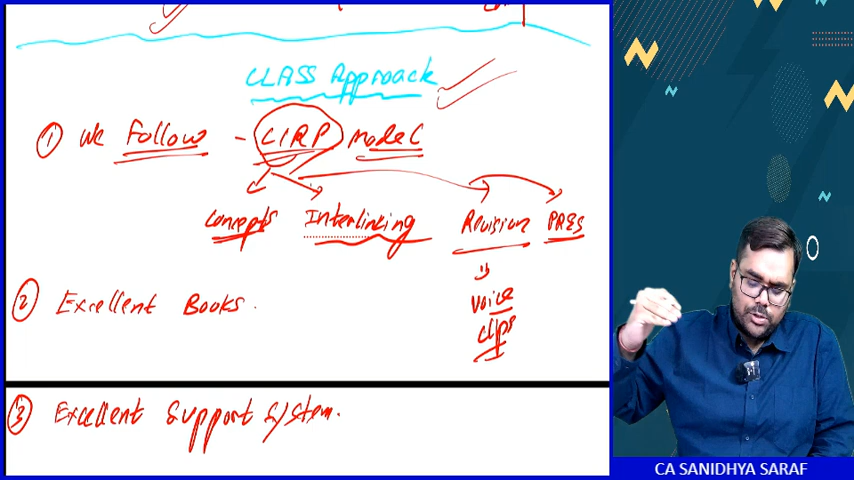 CLASS Approach
① We Follow - CIRP Model
Concepts Interlinking Revision PRES
voice
clips
② Excellent Books.
③ Excellent Support System.
CA SANIDHYA SARAF